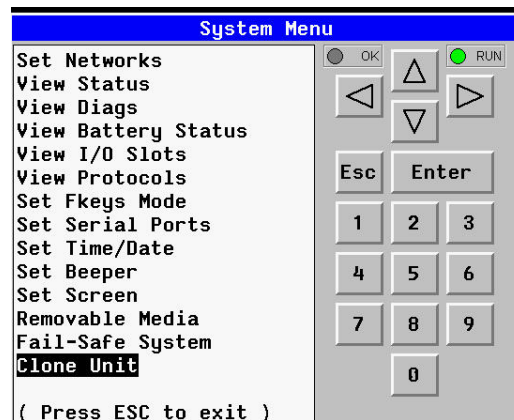 System Menu
Set Networks
View Status
View Diags
View Battery Status
View I/O Slots
View Protocols
Set Fkeys Mode
Set Serial Ports
Set Time/Date
Set Beeper
Set Screen
Removable Media
Fail-Safe System
Clone Unit
( Press ESC to exit )
OK
RUN
Esc
Enter
1
2
3
4
5
6
7
8
9
0